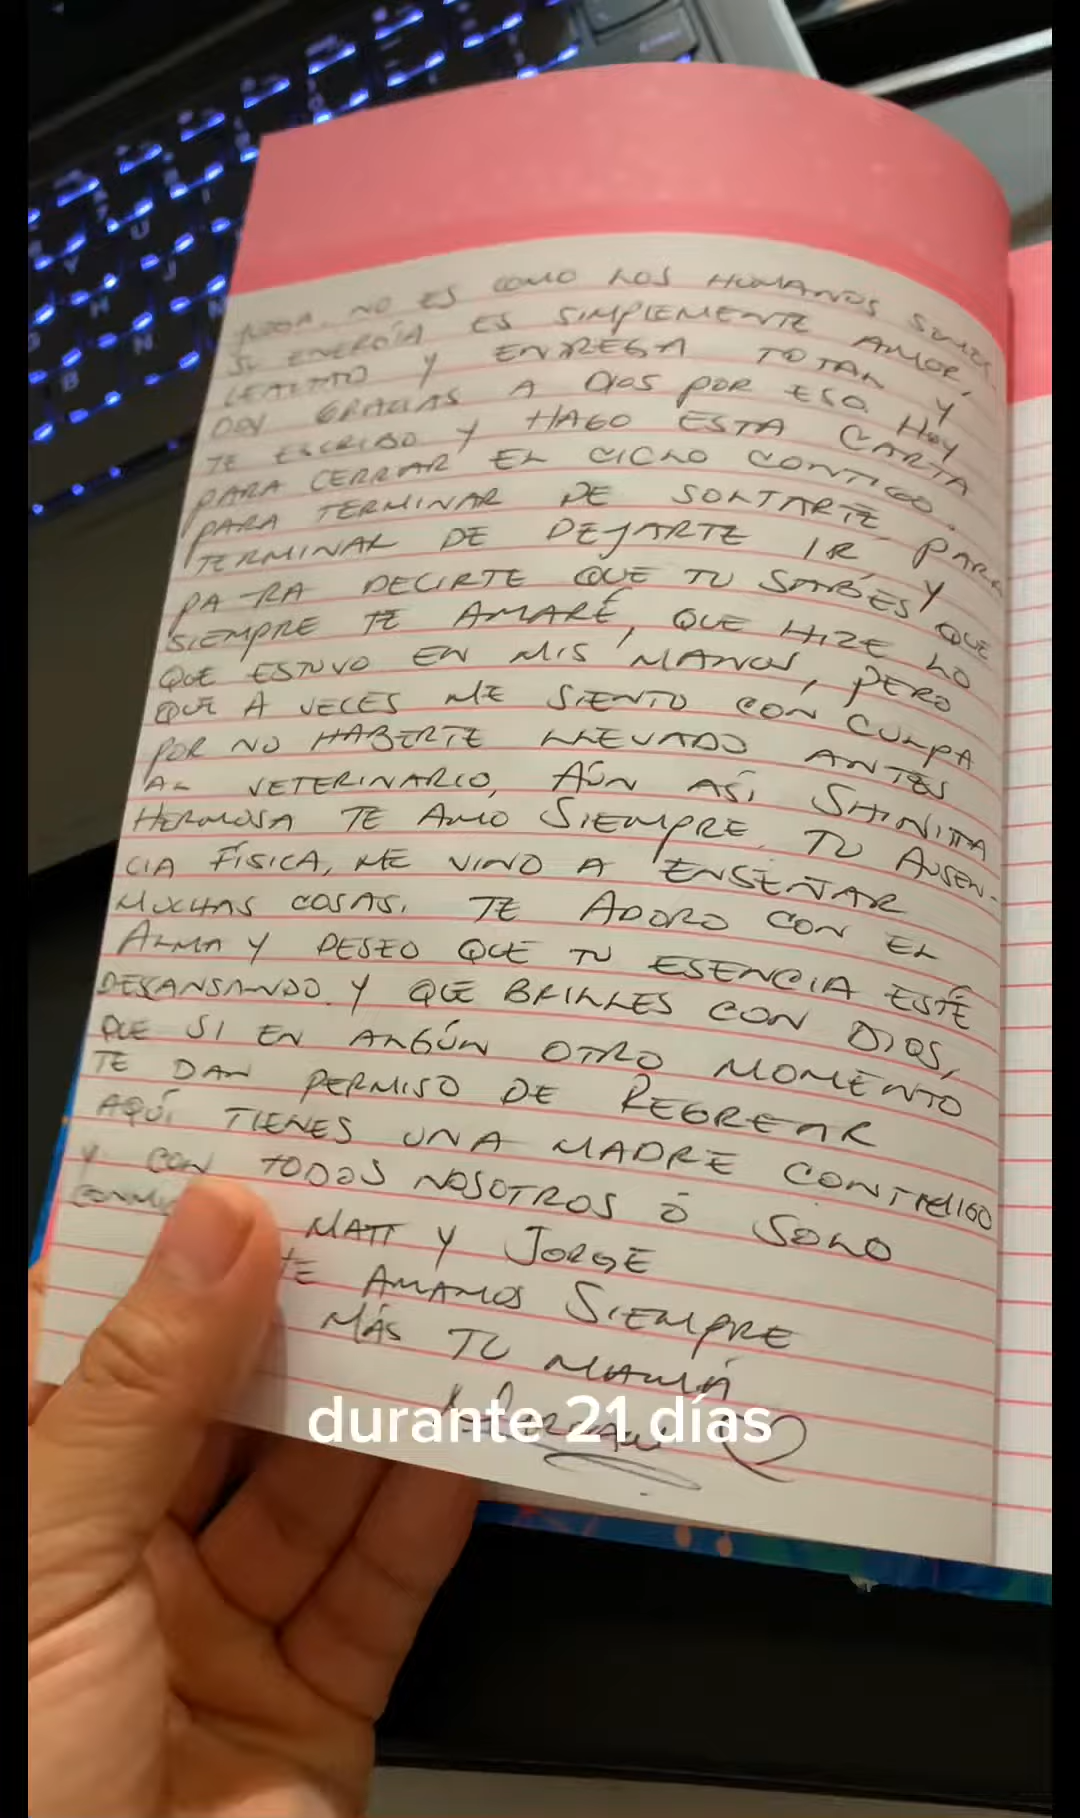 NO ES COMO LOS HUMANOS SOMOS.
SU ENERGÍA ES SIMPLEMENTE AMOR,
LEALTAD Y ENTREGA TOTAL Y
DOY GRACIAS A DIOS POR ESO. HOY
TE ESCRIBO Y HAGO ESTA CARTA
PARA CERRAR EL CICLO CONTIGO.
PARA TERMINAR DE SOLTARTE PARA
TERMINAR DE DEJARTE IR Y
PA RA DECIRTE QUE TU SABES QUE
SIEMPRE TE AMARÉ, QUE HIZE LO
QUE ESTUVO EN MIS MANOS, PERO
QUE A VECES ME SIENTO CON CULPA
POR NO HABERTE LLEVADO ANTES
AL VETERINARIO, AÚN ASÍ SHINITA
HERMOSA TE AMO SIEMPRE, TU AUSEN-
CIA FÍSICA, ME VINO A ENSEÑAR
MUCHAS COSAS. TE ADORO CON EL
ALMA Y DESEO QUE TU ESENCIA ESTÉ
DESANSANDO. Y QUE BRILLES CON DIOS,
QUE SI EN ALGÚN OTRO MOMENTO
TE DAN PERMISO DE REGREAR
AQUÍ TIENES UNA MADRE CONTIGO
Y CON TODOS NOSOTROS Ó SOLO
MATT Y JORGE
TE AMAMOS SIEMPRE
MÁS TU MAMÁ
durante 21 días